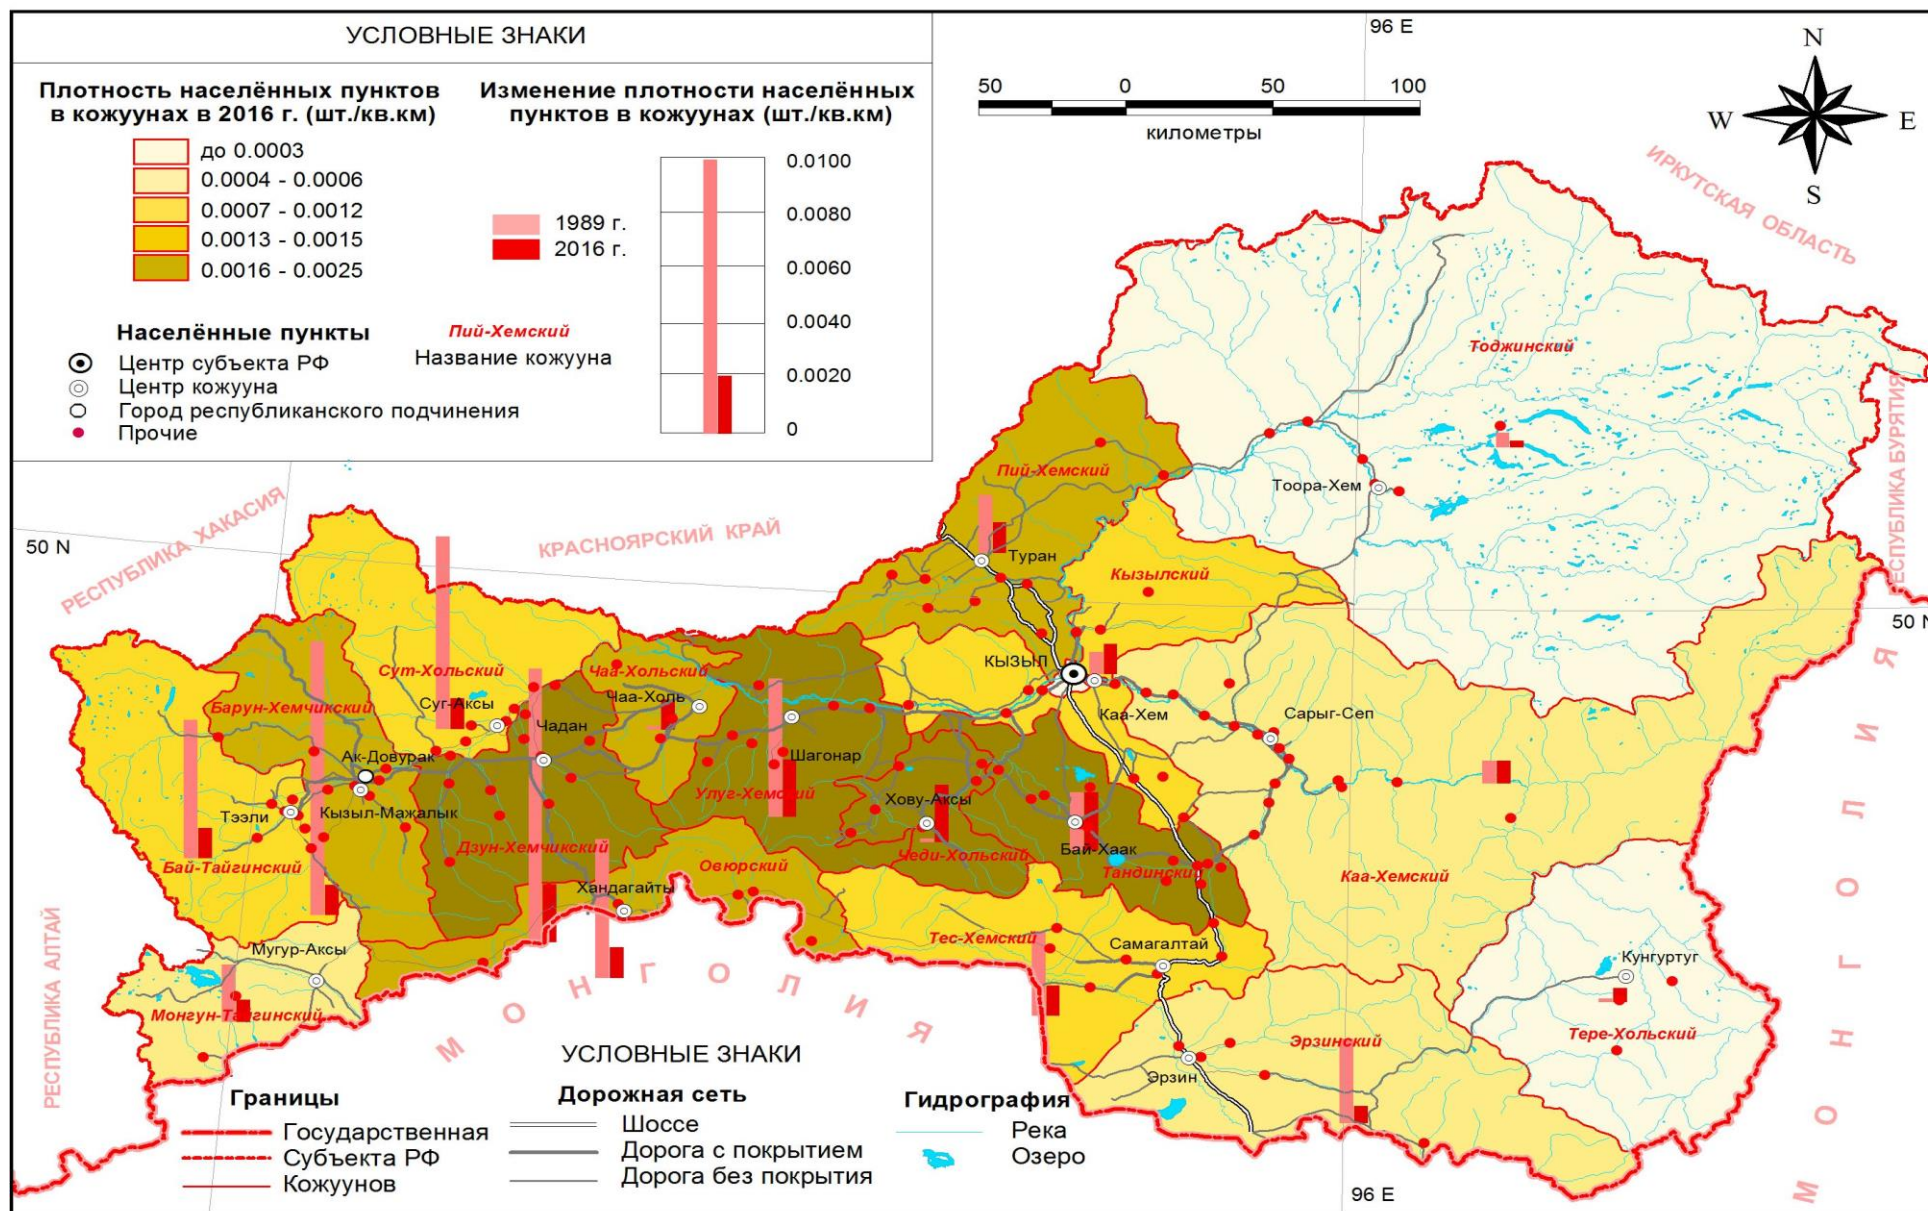 УСЛОВНЫЕ ЗНАКИ
Плотность населённых пунктов
в кожуунах в 2016 г. (шт./кв.км)
до 0.0003
0.0004 - 0.0006
0.0007 - 0.0012
0.0013 - 0.0015
0.0016 - 0.0025
Изменение плотности населённых
пунктов в кожуунах (шт./кв.км)
1989 г.
2016 г.
0.0100
0.0080
0.0060
0.0040
0.0020
0
Населённые пункты
Центр субъекта РФ
Центр кожууна
Город республиканского подчинения
Прочие
Пий-Хемский
Название кожууна
50
0
50
100
километры
96 E
N
W
E
S
ИРКУТСКАЯ ОБЛАСТЬ
Тоджинский
РЕСПУБЛИКА БУРЯТИЯ
Пий-Хемский
Тоора-Хем
РЕСПУБЛИКА ХАКАСИЯ
КРАСНОЯРСКИЙ КРАЙ
50 N
Туран
Кызылский
50 N
КЫЗЫЛ
Сут-Хольский
Чаа-Хольский
Суг-Аксы
Чаа-Холь
Барун-Хемчикский
Чадан
Каа-Хем
Сарыг-Сеп
Ак-Довурак
Шагонар
Улуг-Хемский
Хову-Аксы
Тээли
Кызыл-Мажалык
Дзун-Хемчикский
Бай-Хаак
Чеди-Хольский
Тандинский
Бай-Тайгинский
Овюрский
Каа-Хемский
Хандагайты
РЕСПУБЛИКА АЛТАЙ
Мугур-Аксы
Тес-Хемский
Самагалтай
Кунгуртуг
Монгун-Тайгинский
Эрзинский
Тере-Хольский
Эрзин
МОНГОЛИЯ
МОНГОЛИЯ
УСЛОВНЫЕ ЗНАКИ
Границы
Государственная
Субъекта РФ
Кожуунов
Дорожная сеть
Шоссе
Дорога с покрытием
Дорога без покрытия
Гидрография
Река
Озеро
96 E